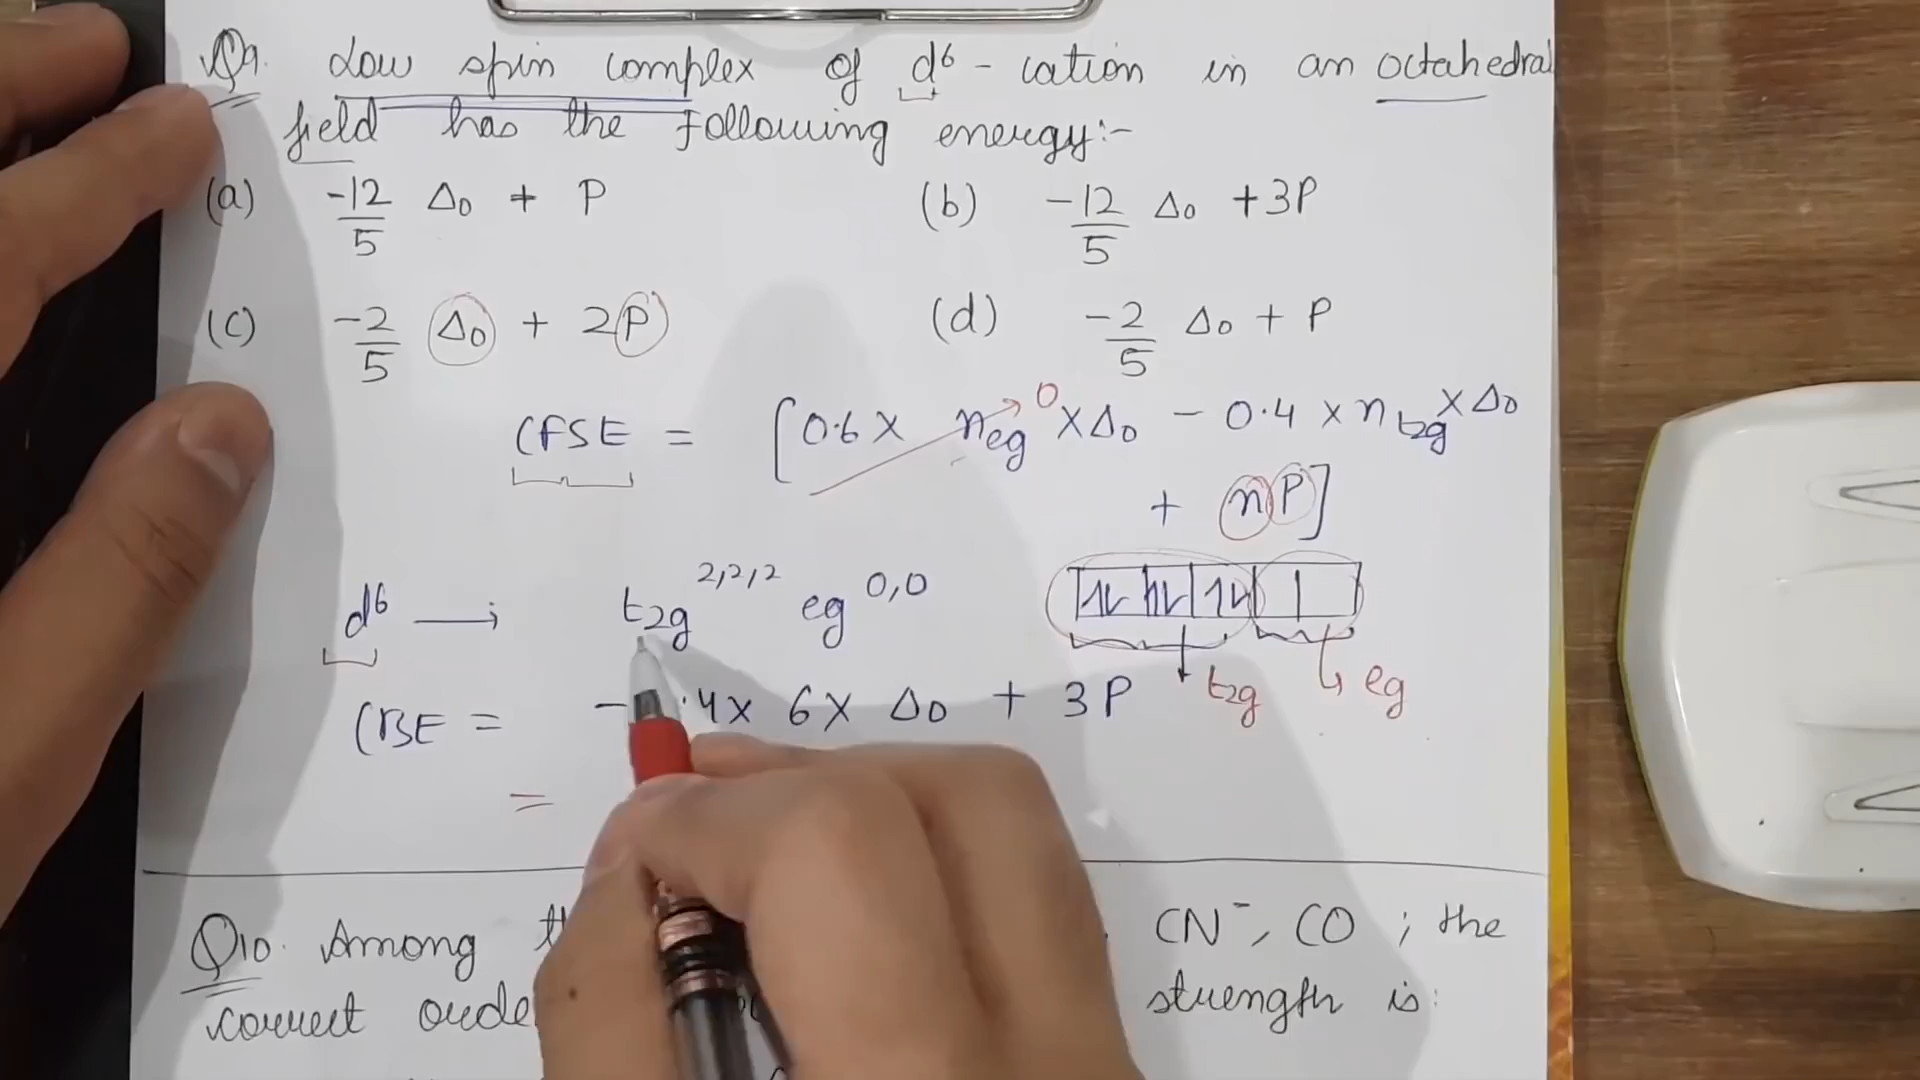 Q9. Low spin complex of d⁶ - cation in an octahedral
field has the following energy:-
(a) -12/5 Δ₀ + P (b) -12/5 Δ₀ + 3P
(c) -2/5 Δ₀ + 2P (d) -2/5 Δ₀ + P
CFSE = [0.6 × n eg⁰ × Δ₀ - 0.4 × n t₂g × Δ₀
+ nP]
d⁶ → t₂g 2,2,2 eg 0,0
t₂g eg
= - .4 × 6 × Δ₀ + 3P
=
Q10. Among CN⁻, CO ; the
correct strength is: